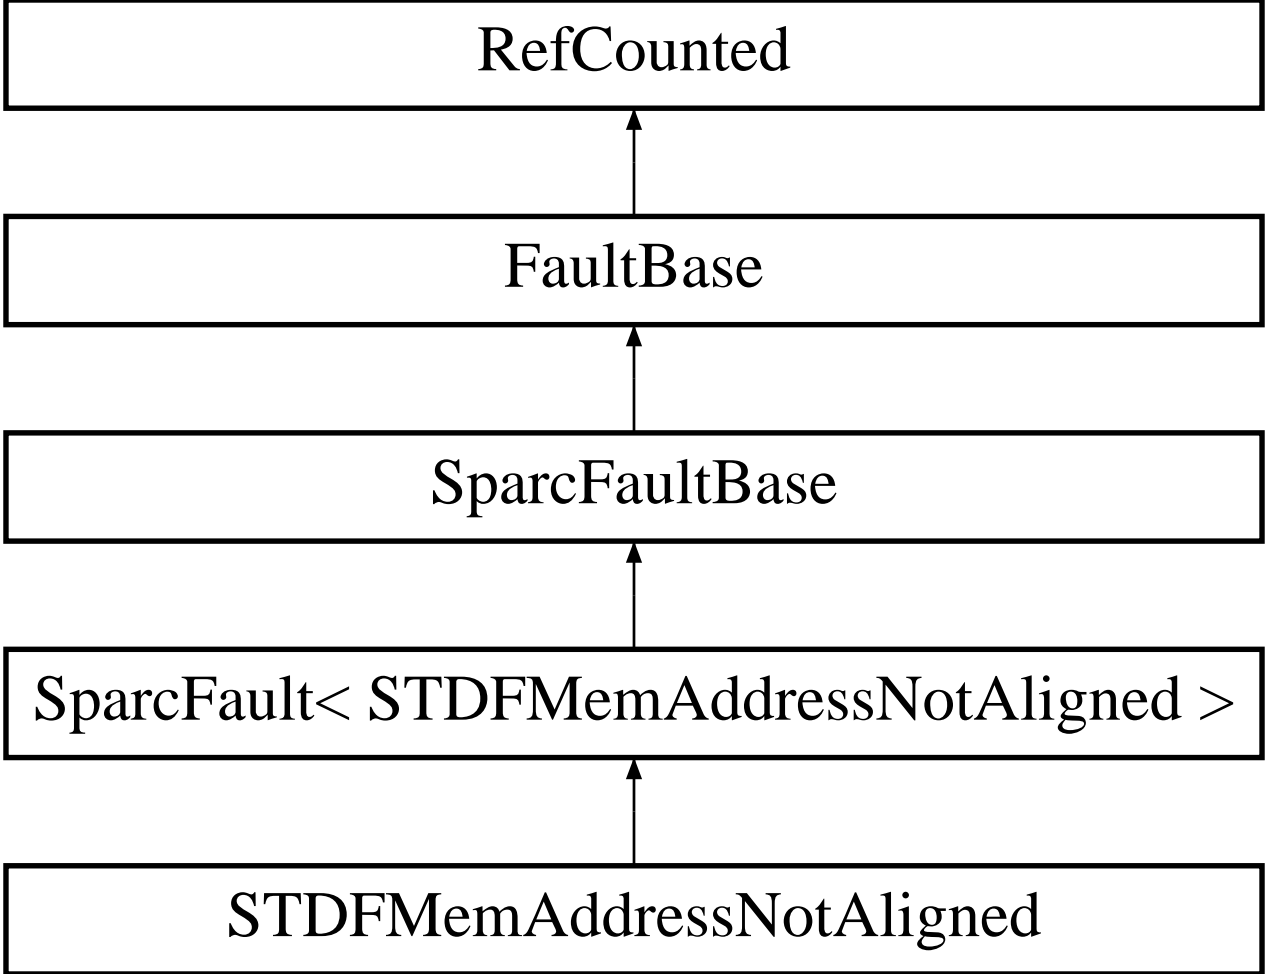 RefCounted
FaultBase
SparcFaultBase
SparcFault< STDFMemAddressNotAligned >
STDFMemAddressNotAligned